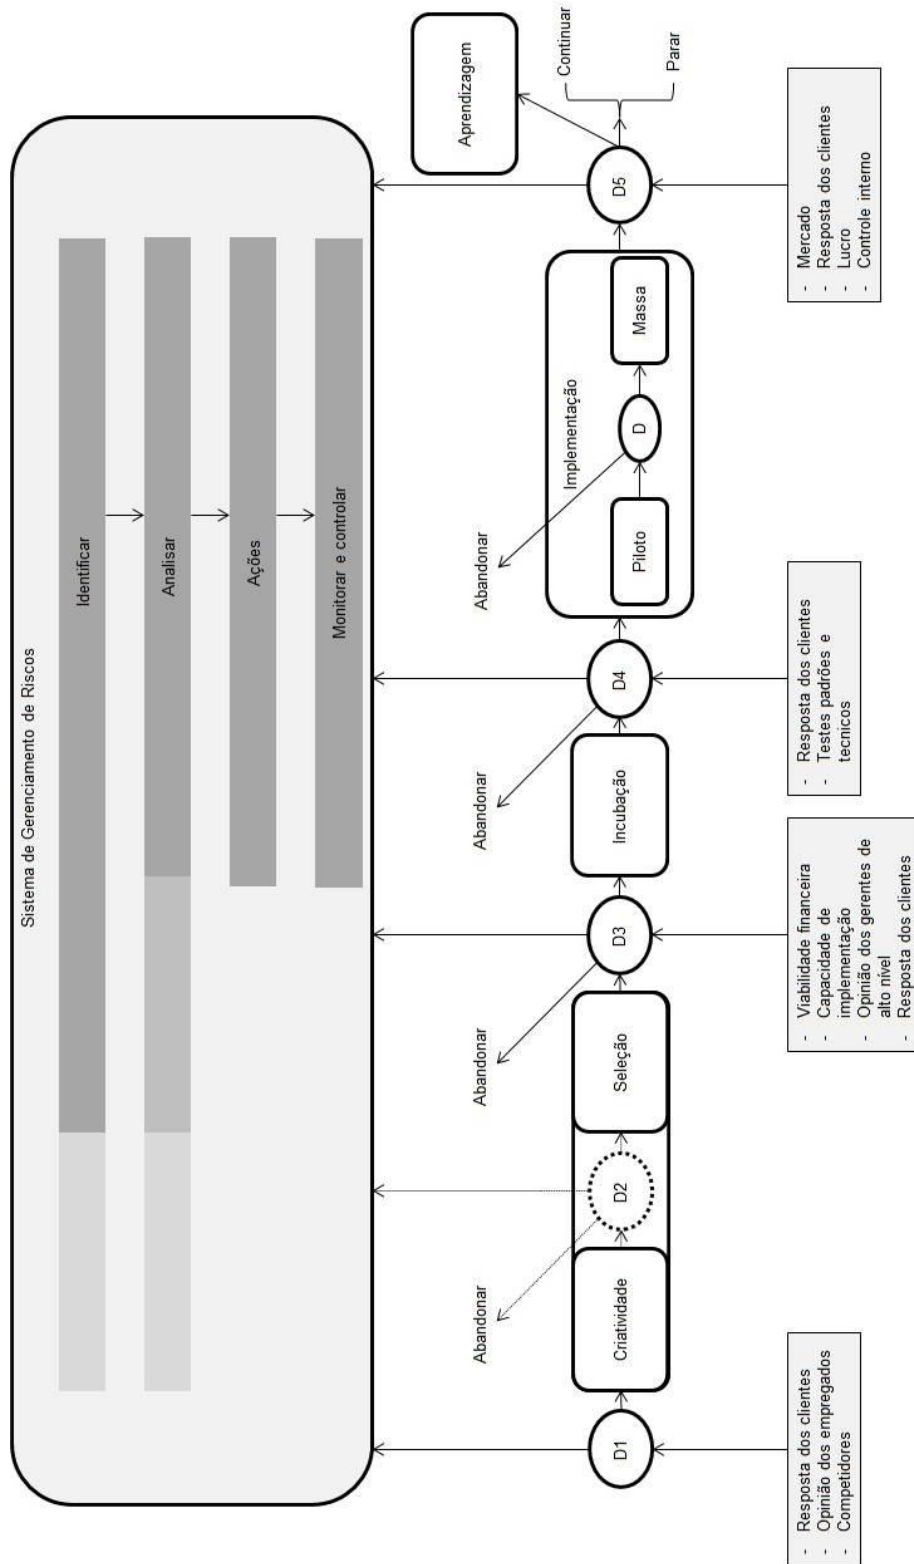 Sistema de Gerenciamento de Riscos
Identificar
Analisar
Ações
Monitorar e controlar
Aprendizagem
Continuar
Parar
Abandonar
Abandonar
Abandonar
Abandonar
D1
Criatividade
D2
Seleção
D3
Incubação
D4
Implementação
Piloto
D
Massa
D5
- Resposta dos clientes
- Opinião dos empregados
- Competidores
- Viabilidade financeira
- Capacidade de
implementação
- Opinião dos gerentes de
alto nível
- Resposta dos clientes
- Resposta dos clientes
- Testes padrões e
tecnicos
- Mercado
- Resposta dos clientes
- Lucro
- Controle interno